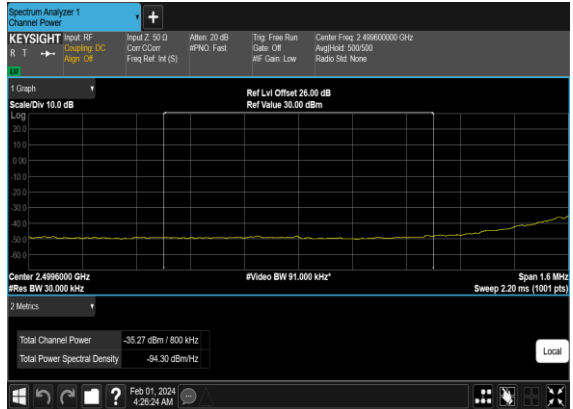 Spectrum Analyzer 1
Channel Power
+
KEYSIGHT Input: RF Input Z: 50 Ω Atten: 20 dB Trig: Free Run Center Freq: 2.499600000 GHz
R T Coupling: DC Corr CCorr #PNO: Fast Gate: Off Avg|Hold: 500/500
Align: Off Freq Ref: Int (S) #IF Gain: Low Radio Std: None
1 Graph
Ref Lvl Offset 26.00 dB
Scale/Div 10.0 dB Ref Value 30.00 dBm
Log
20.0
10.0
0.00
-10.0
-20.0
-30.0
-40.0
-50.0
-60.0
Center 2.4996000 GHz #Video BW 91.000 kHz* Span 1.6 MHz
#Res BW 30.000 kHz Sweep 2.20 ms (1001 pts)
2 Metrics
Total Channel Power -35.27 dBm / 800 kHz
Total Power Spectral Density -94.30 dBm/Hz
Local
? Feb 01, 2024
4:26:24 AM